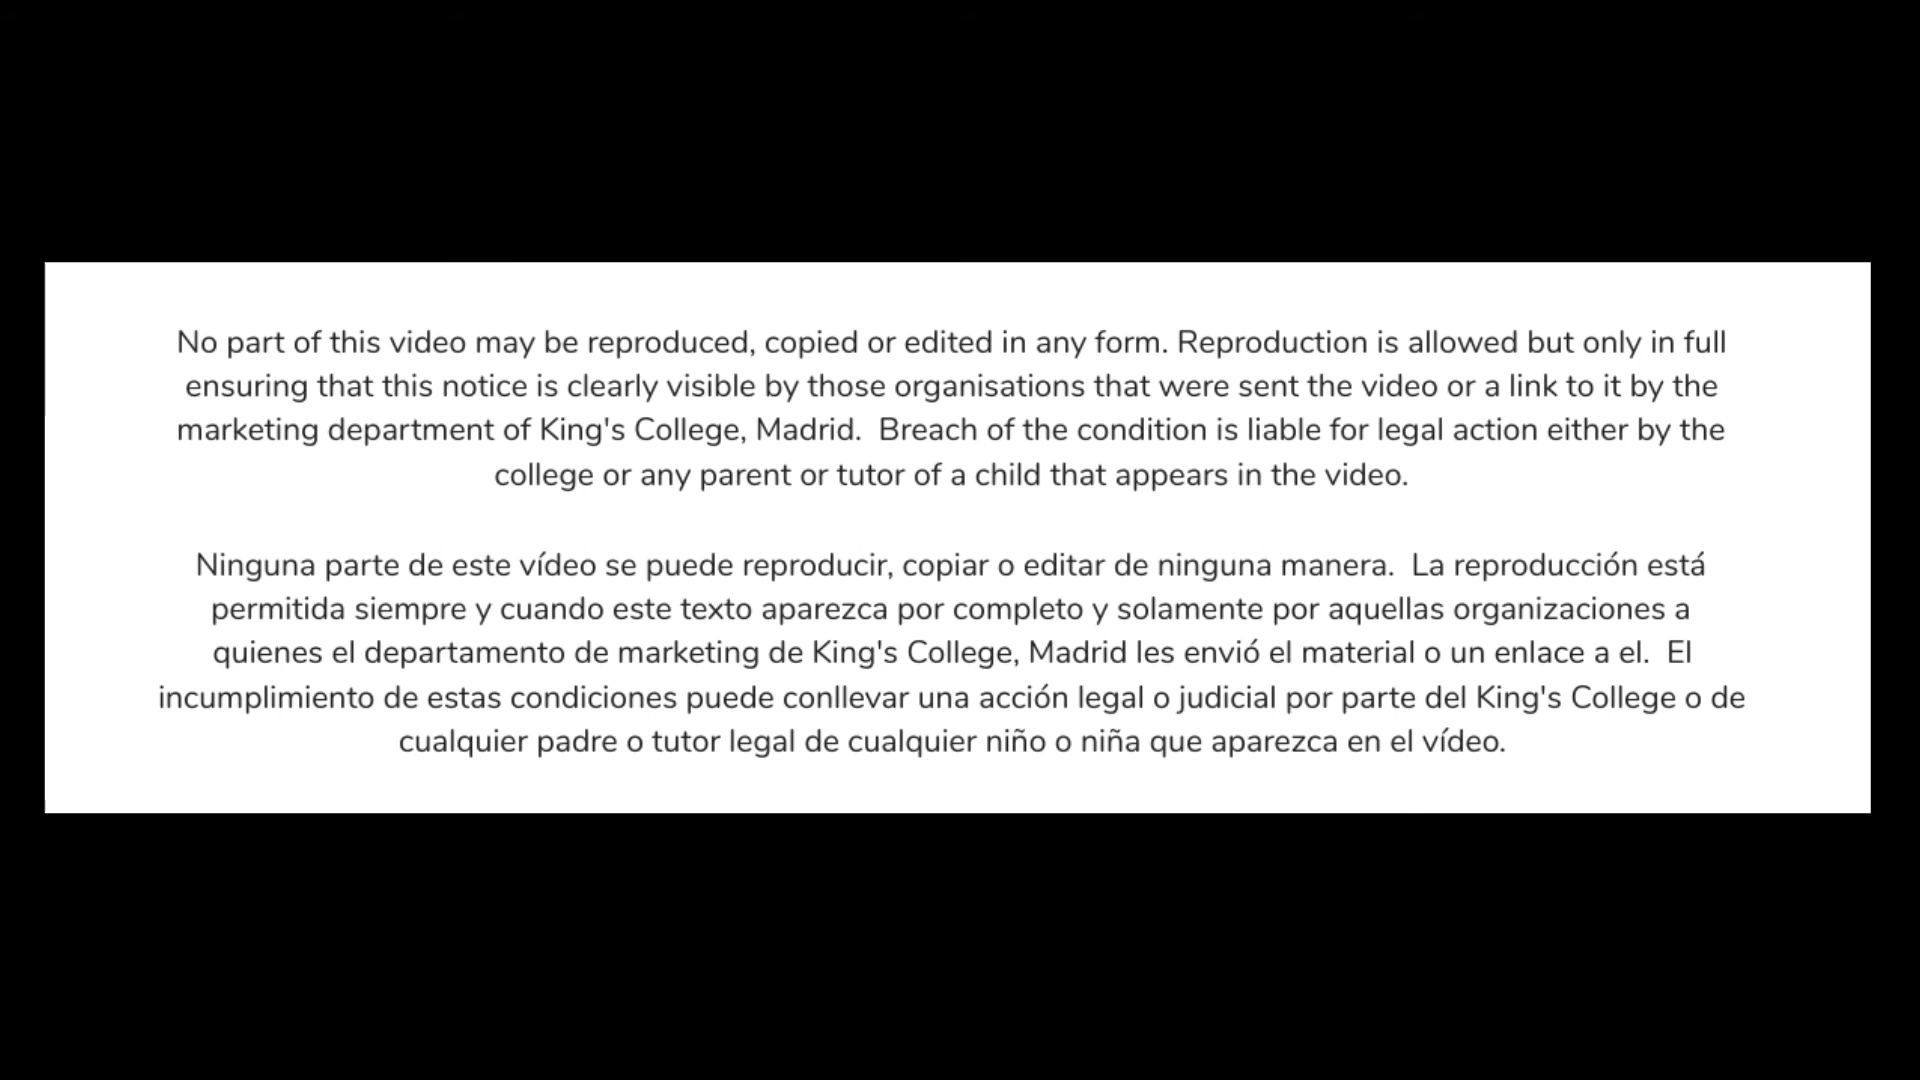 No part of this video may be reproduced, copied or edited in any form. Reproduction is allowed but only in full
ensuring that this notice is clearly visible by those organisations that were sent the video or a link to it by the
marketing department of King's College, Madrid.  Breach of the condition is liable for legal action either by the
college or any parent or tutor of a child that appears in the video.
Ninguna parte de este vídeo se puede reproducir, copiar o editar de ninguna manera.  La reproducción está
permitida siempre y cuando este texto aparezca por completo y solamente por aquellas organizaciones a
quienes el departamento de marketing de King's College, Madrid les envió el material o un enlace a el.  El
incumplimiento de estas condiciones puede conllevar una acción legal o judicial por parte del King's College o de
cualquier padre o tutor legal de cualquier niño o niña que aparezca en el vídeo.